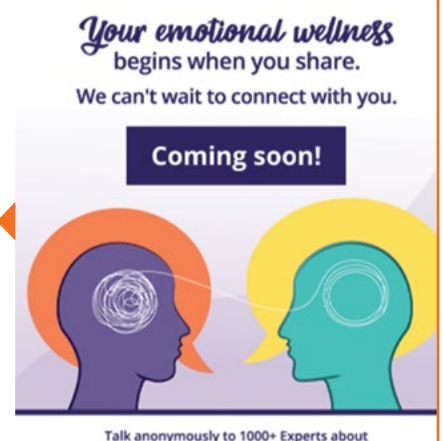 Your emotional wellness
begins when you share.
We can't wait to connect with you.
Coming soon!
Talk anonymously to 1000+ Experts about